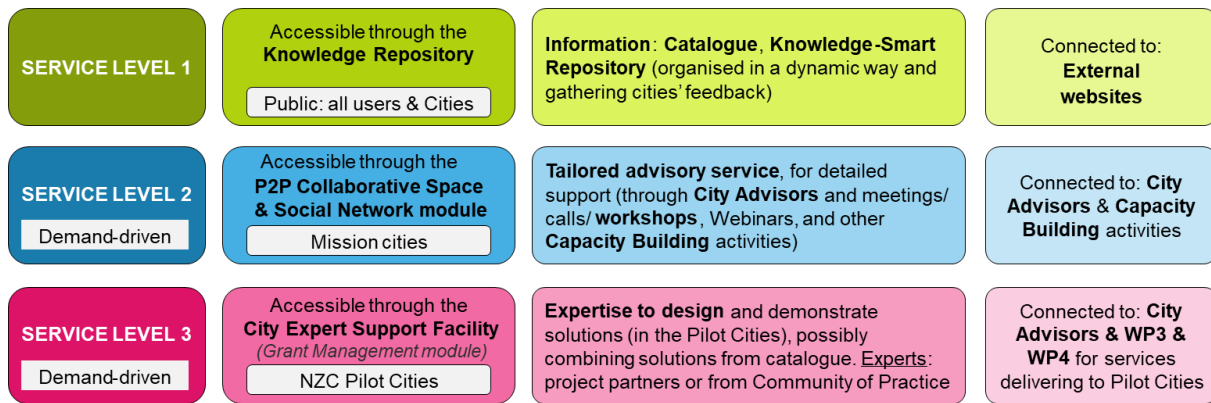 SERVICE LEVEL 1
Accessible through the
Knowledge Repository
Public: all users & Cities
Information: Catalogue, Knowledge-Smart
Repository (organised in a dynamic way and
gathering cities' feedback)
Connected to:
External
websites
SERVICE LEVEL 2
Demand-driven
Accessible through the
P2P Collaborative Space
& Social Network module
Mission cities
Tailored advisory service, for detailed
support (through City Advisors and meetings/
calls/ workshops, Webinars, and other
Capacity Building activities)
Connected to: City
Advisors & Capacity
Building activities
SERVICE LEVEL 3
Demand-driven
Accessible through the
City Expert Support Facility
(Grant Management module)
NZC Pilot Cities
Expertise to design and demonstrate
solutions (in the Pilot Cities), possibly
combining solutions from catalogue. Experts:
project partners or from Community of Practice
Connected to: City
Advisors & WP3 &
WP4 for services
delivering to Pilot Cities